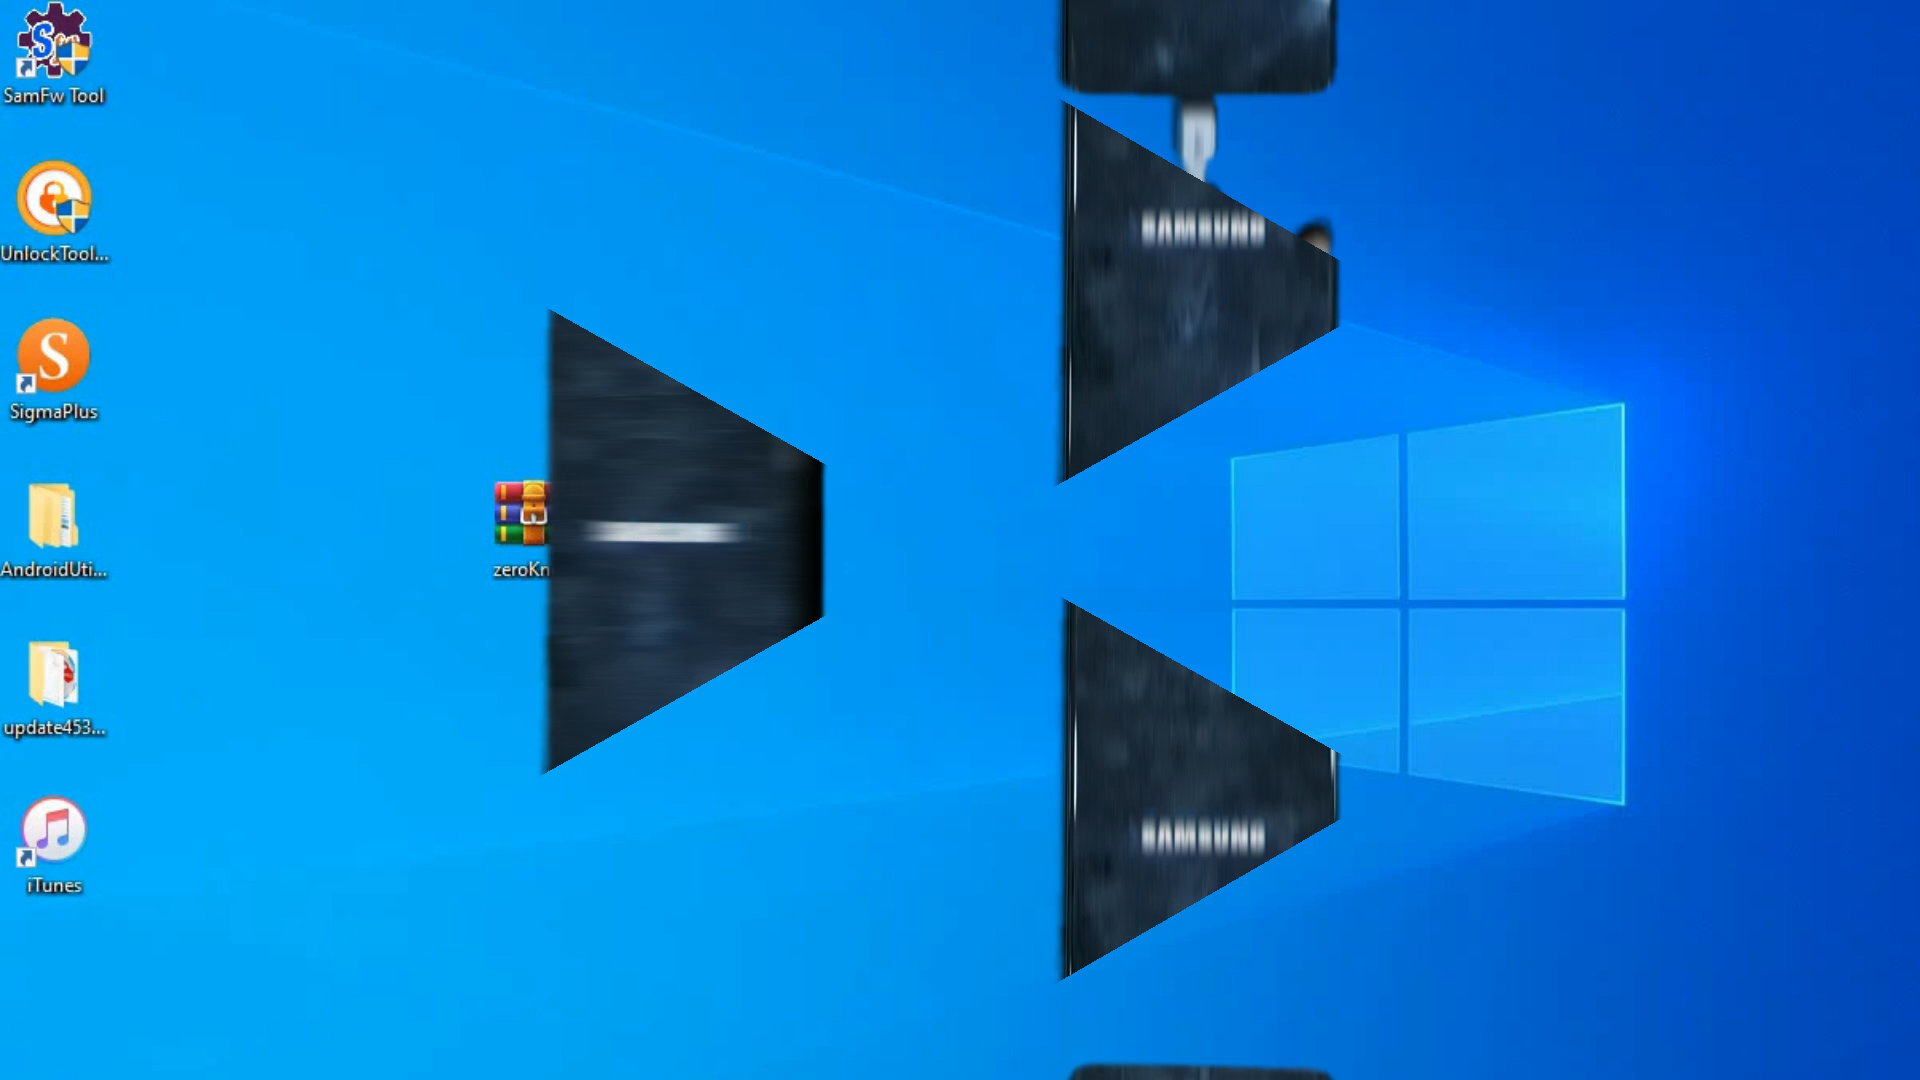 SamFw Tool
UnlockTool...
SigmaPlus
AndroidUti...
update453...
iTunes
zeroKn
SAMSUNG
SAMSUNG